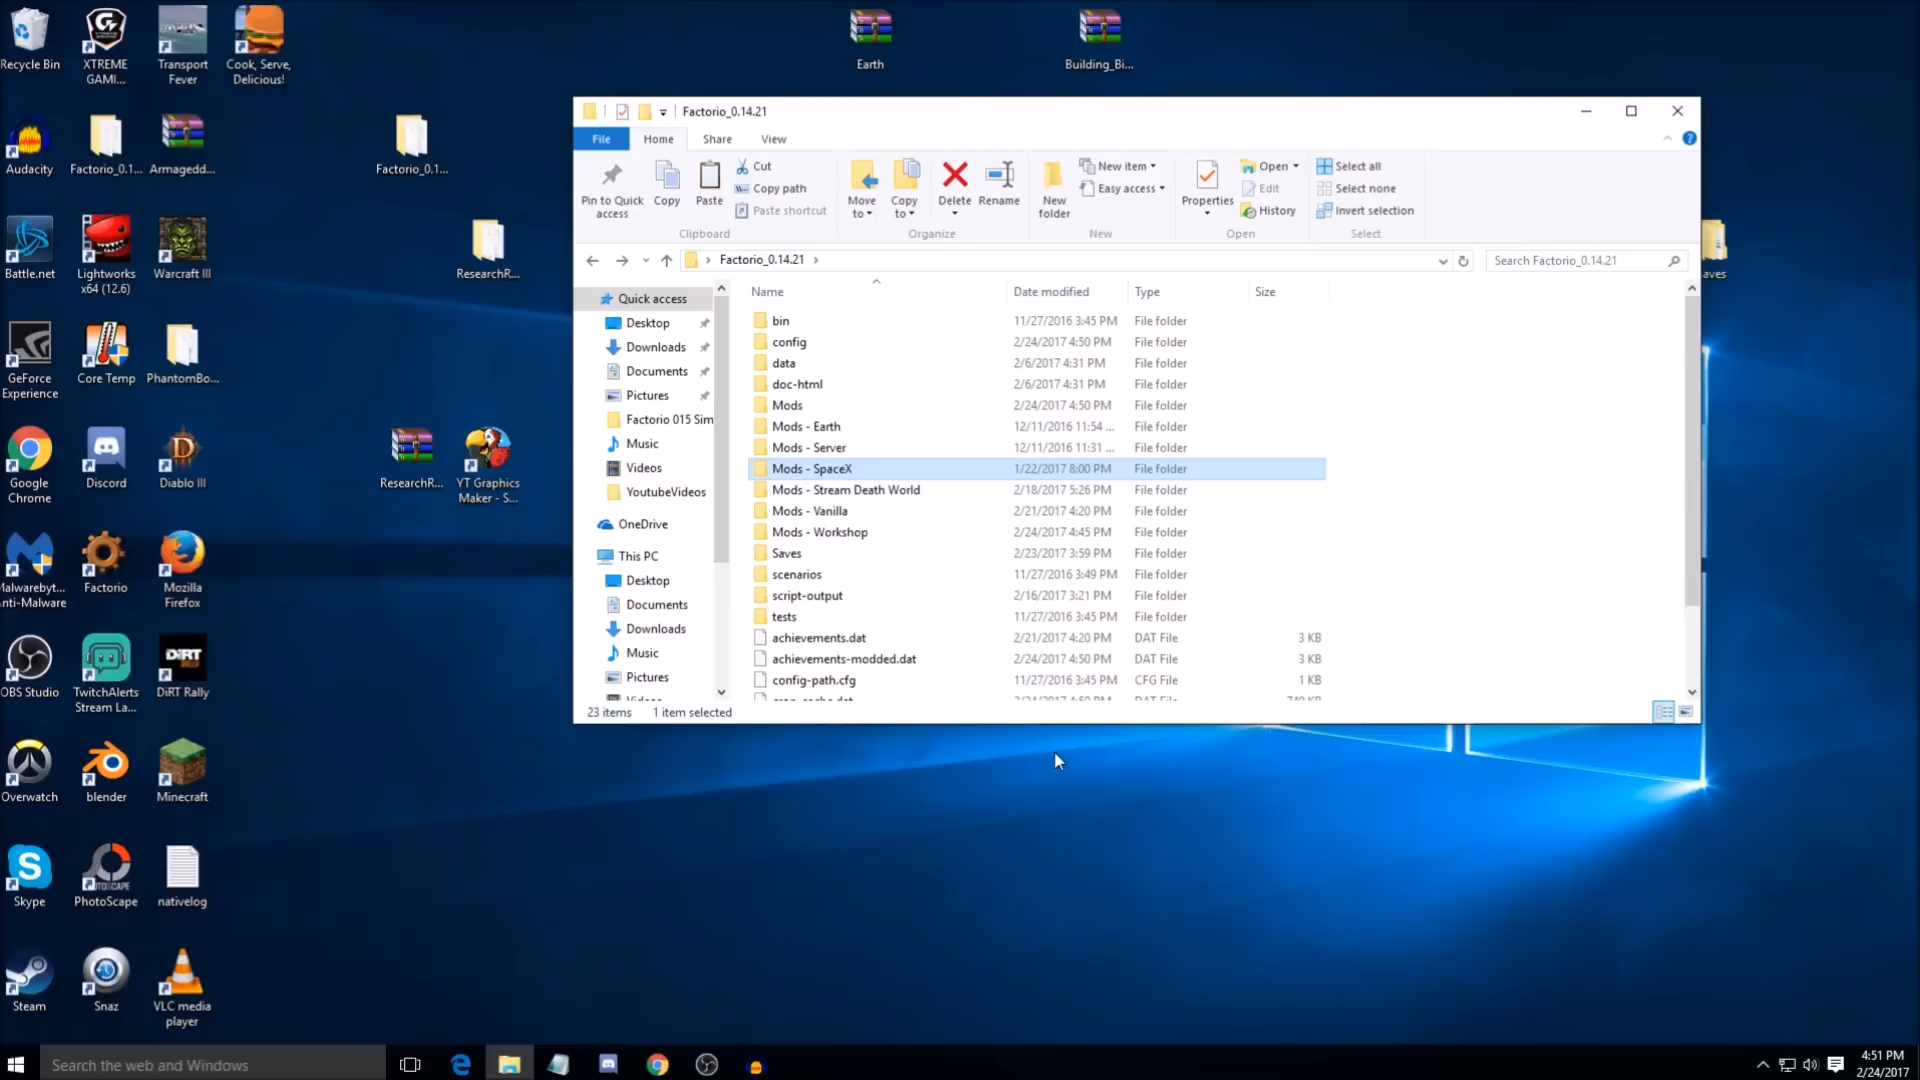 Recycle Bin
XTREME
GAMI...
Transport
Fever
Cook, Serve,
Delicious!
Earth
Building_Bi...
Audacity
Factorio_0.1...
Armagedd...
Factorio_0.1...
Battle.net
Lightworks
x64 (12.6)
Warcraft III
ResearchR...
aves
GeForce
Experience
Core Temp
PhantomBo...
Google
Chrome
Discord
Diablo III
ResearchR...
YT Graphics
Maker - S...
Malwarebyt...
Anti-Malware
Factorio
Mozilla
Firefox
OBS Studio
TwitchAlerts
Stream La...
DiRT
DiRT Rally
Overwatch
blender
Minecraft
Skype
PhotoScape
nativelog
Steam
Snaz
VLC media
player
Factorio_0.14.21
File Home Share View
Pin to Quick
access
Copy
Paste
Cut
Copy path
Paste shortcut
Clipboard
Move
to
Copy
to
Delete
Rename
Organize
New
folder
New item
Easy access
New
Properties
Open
Edit
History
Open
Select all
Select none
Invert selection
Select
Factorio_0.14.21
Search Factorio_0.14.21
Quick access
Desktop
Downloads
Documents
Pictures
Factorio 015 Sim
Music
Videos
YoutubeVideos
OneDrive
This PC
Desktop
Documents
Downloads
Music
Pictures
Videos
Name Date modified Type Size
bin 11/27/2016 3:45 PM File folder
config 2/24/2017 4:50 PM File folder
data 2/6/2017 4:31 PM File folder
doc-html 2/6/2017 4:31 PM File folder
Mods 2/24/2017 4:50 PM File folder
Mods - Earth 12/11/2016 11:54 ... File folder
Mods - Server 12/11/2016 11:31 ... File folder
Mods - SpaceX 1/22/2017 8:00 PM File folder
Mods - Stream Death World 2/18/2017 5:26 PM File folder
Mods - Vanilla 2/21/2017 4:20 PM File folder
Mods - Workshop 2/24/2017 4:45 PM File folder
Saves 2/23/2017 3:59 PM File folder
scenarios 11/27/2016 3:49 PM File folder
script-output 2/16/2017 3:21 PM File folder
tests 11/27/2016 3:45 PM File folder
achievements.dat 2/21/2017 4:20 PM DAT File 3 KB
achievements-modded.dat 2/24/2017 4:50 PM DAT File 3 KB
config-path.cfg 11/27/2016 3:45 PM CFG File 1 KB
crop-cache.dat 2/24/2017 4:50 PM DAT File 749 KB
23 items 1 item selected
Search the web and Windows
4:51 PM
2/24/2017